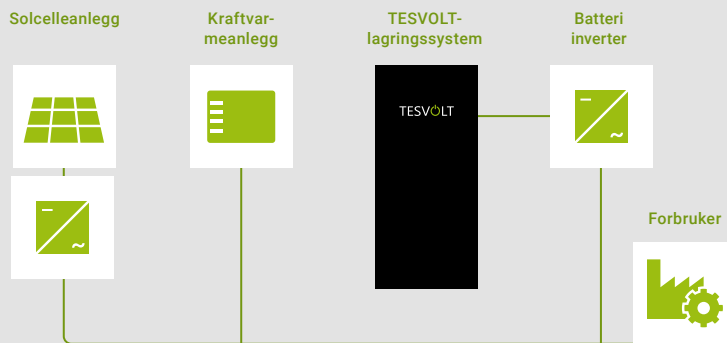 Solcelleanlegg
Kraftvar-
meanlegg
TESVOLT-
lagringssystem
Batteri
inverter
TESVOLT
Forbruker